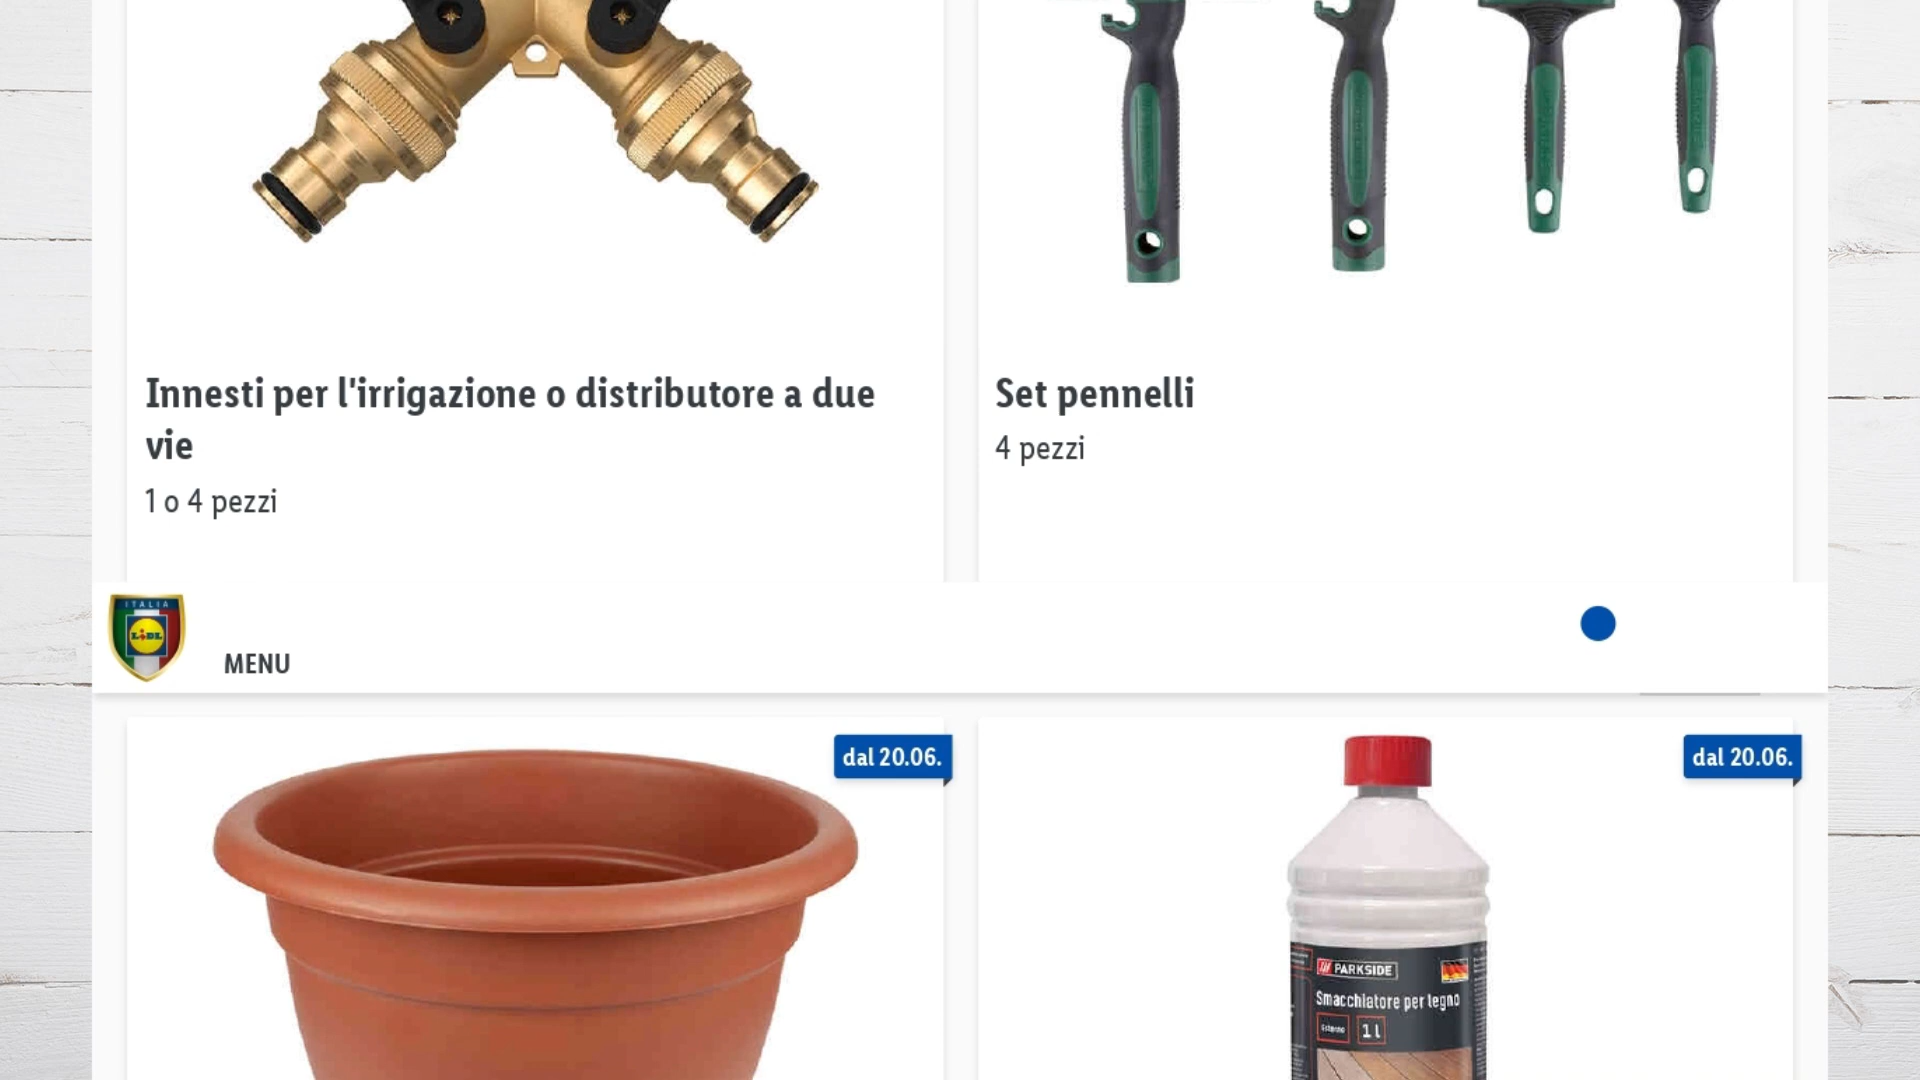 Innesti per l'irrigazione o distributore a due
vie
1 o 4 pezzi
Set pennelli
4 pezzi
ITALIA
LIDL
MENU
dal 20.06.
dal 20.06.
PARKSIDE
Smacchiatore per legno
Esterno
1 l